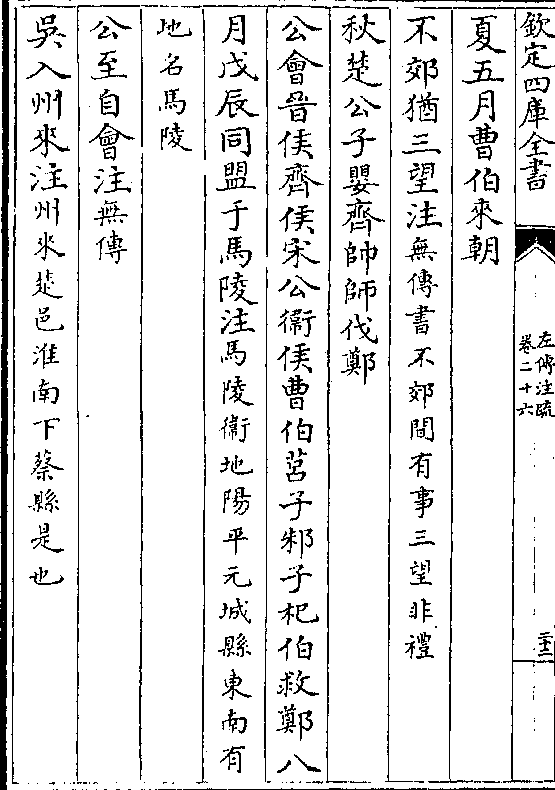 欽定四庫全書
左傳注疏
卷二十六
三十二
夏五月曹伯來朝
不郊猶三望注無傳書不郊間有事三望非禮
秋楚公子嬰齊帥師伐鄭
公會晉侯齊侯宋公衞侯曹伯莒子邾子杞伯救鄭八
月戊辰同盟于馬陵注馬陵衞地陽平元城縣東南有
地名馬陵
公至自會注無傳
吳入州來注州來楚邑淮南下蔡縣是也